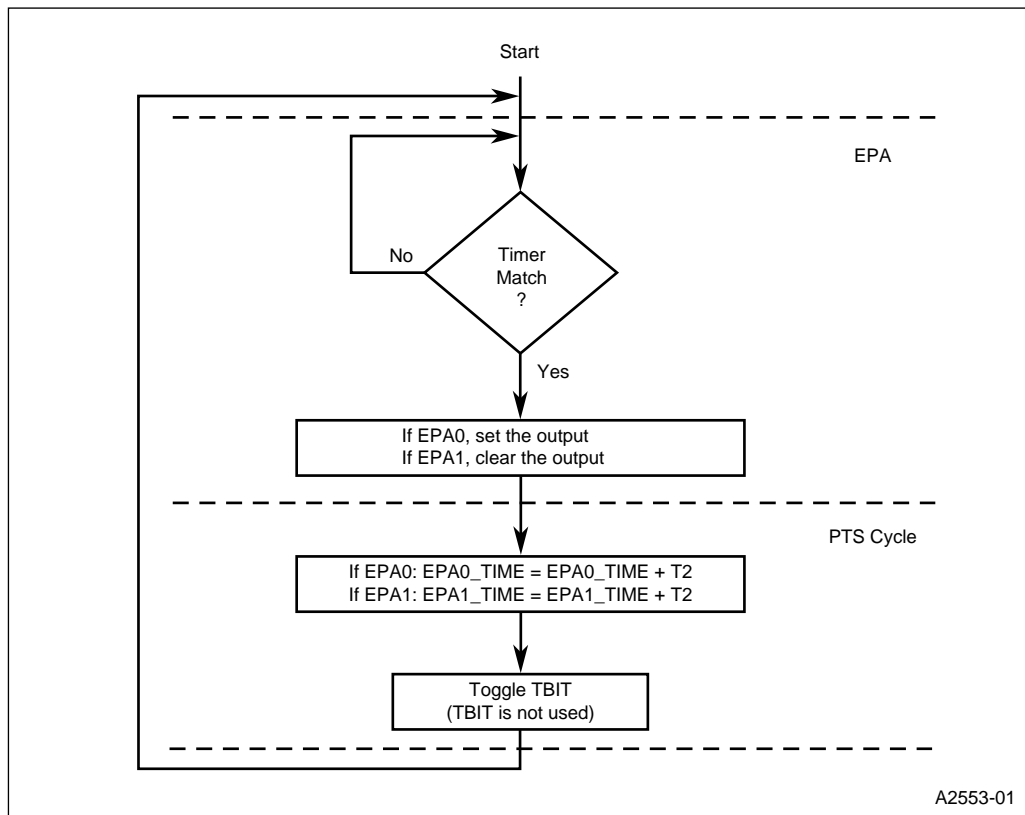 Start
EPA
No
Timer
Match
?
Yes
If EPA0, set the output
If EPA1, clear the output
PTS Cycle
If EPA0: EPA0_TIME = EPA0_TIME + T2
If EPA1: EPA1_TIME = EPA1_TIME + T2
Toggle TBIT
(TBIT is not used)
A2553-01